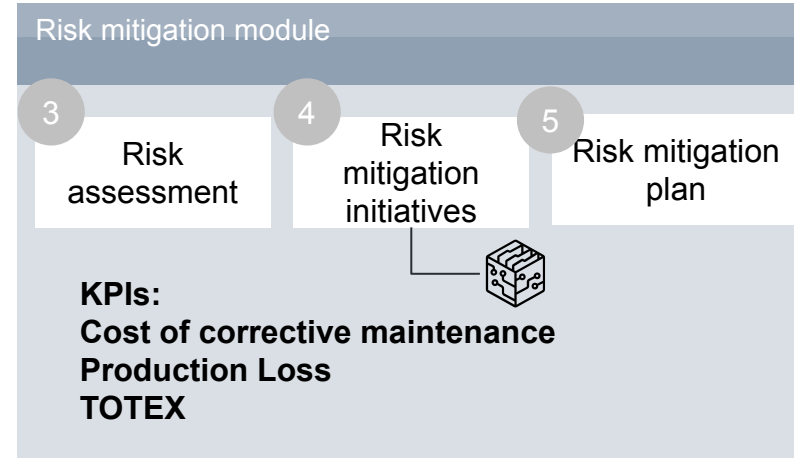 Risk mitigation module
3
Risk
assessment
4
Risk
mitigation
initiatives
5
Risk mitigation
plan
KPIs:
Cost of corrective maintenance
Production Loss
TOTEX